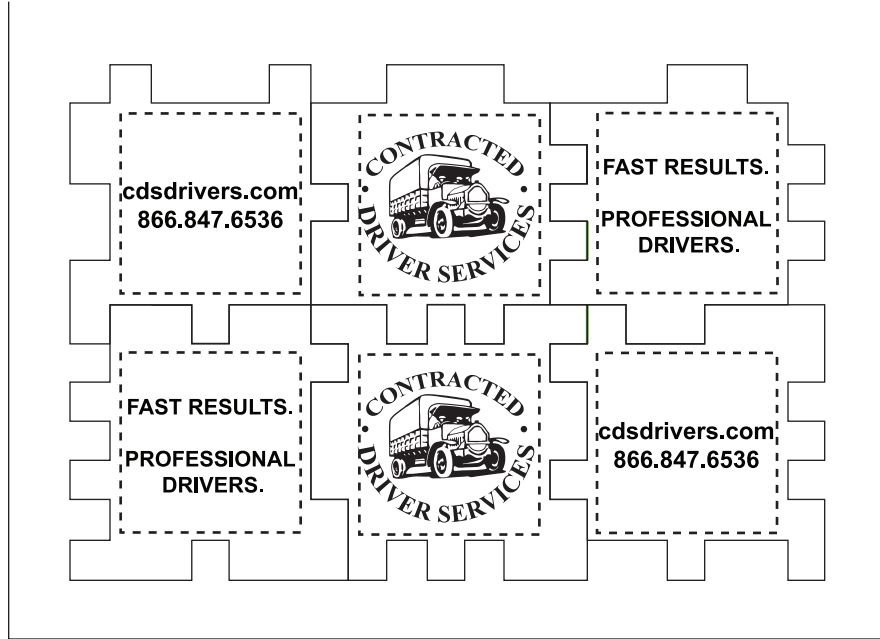 cdsdrivers.com
866.847.6536
CONTRACTED
DRIVER SERVICES
FAST RESULTS.
PROFESSIONAL
DRIVERS.
FAST RESULTS.
PROFESSIONAL
DRIVERS.
CONTRACTED
DRIVER SERVICES
cdsdrivers.com
866.847.6536